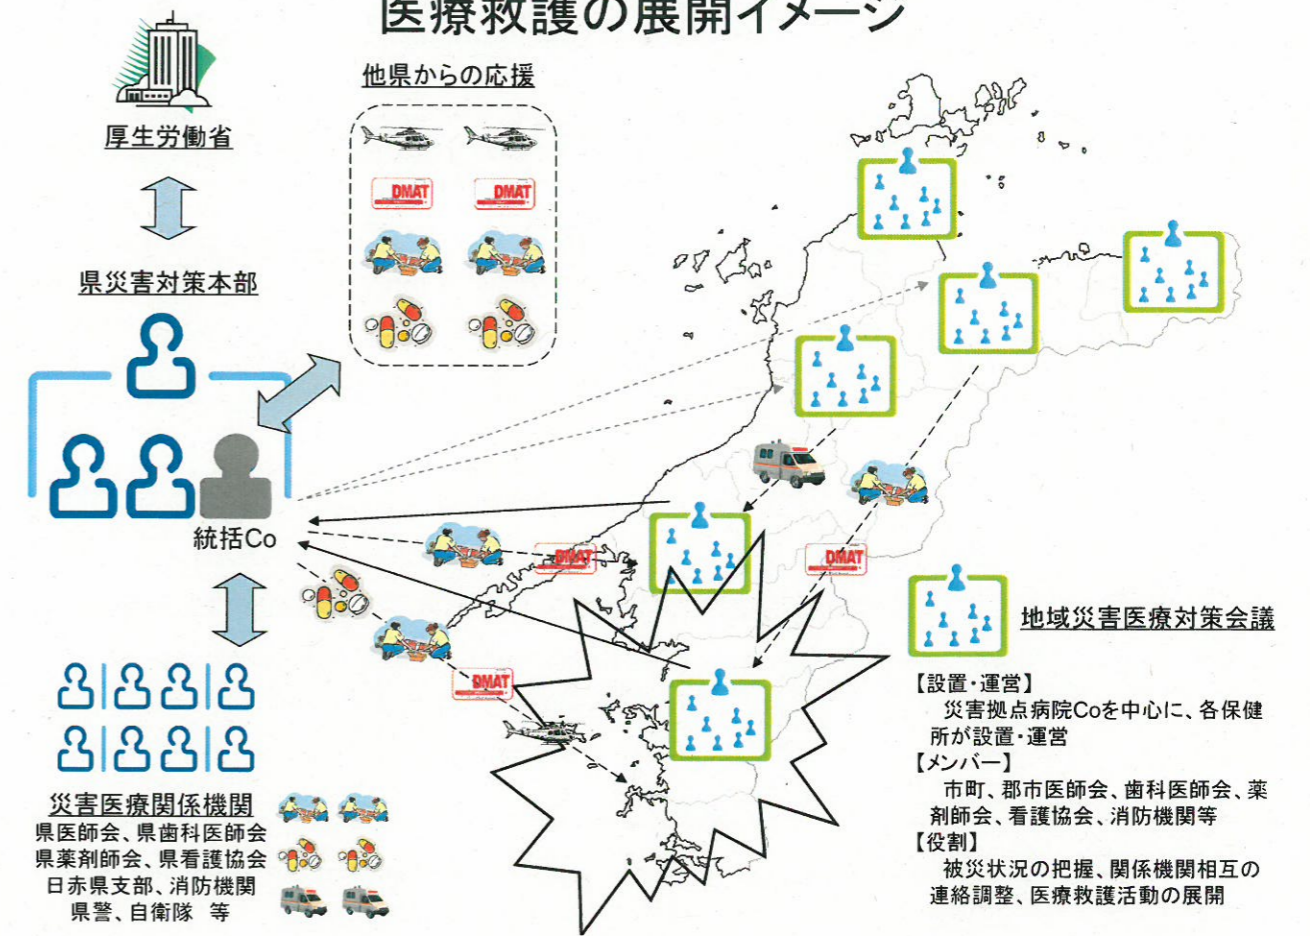 医療救護の展開イメージ
厚生労働省
他県からの応援
DMAT
DMAT
県災害対策本部
統括Co
DMAT
DMAT
DMAT
災害医療関係機関
県医師会、県歯科医師会
県薬剤師会、県看護協会
日赤県支部、消防機関
県警、自衛隊 等
地域災害医療対策会議
【設置・運営】
災害拠点病院Coを中心に、各保健
所が設置・運営
【メンバー】
市町、郡市医師会、歯科医師会、薬
剤師会、看護協会、消防機関等
【役割】
被災状況の把握、関係機関相互の
連絡調整、医療救護活動の展開